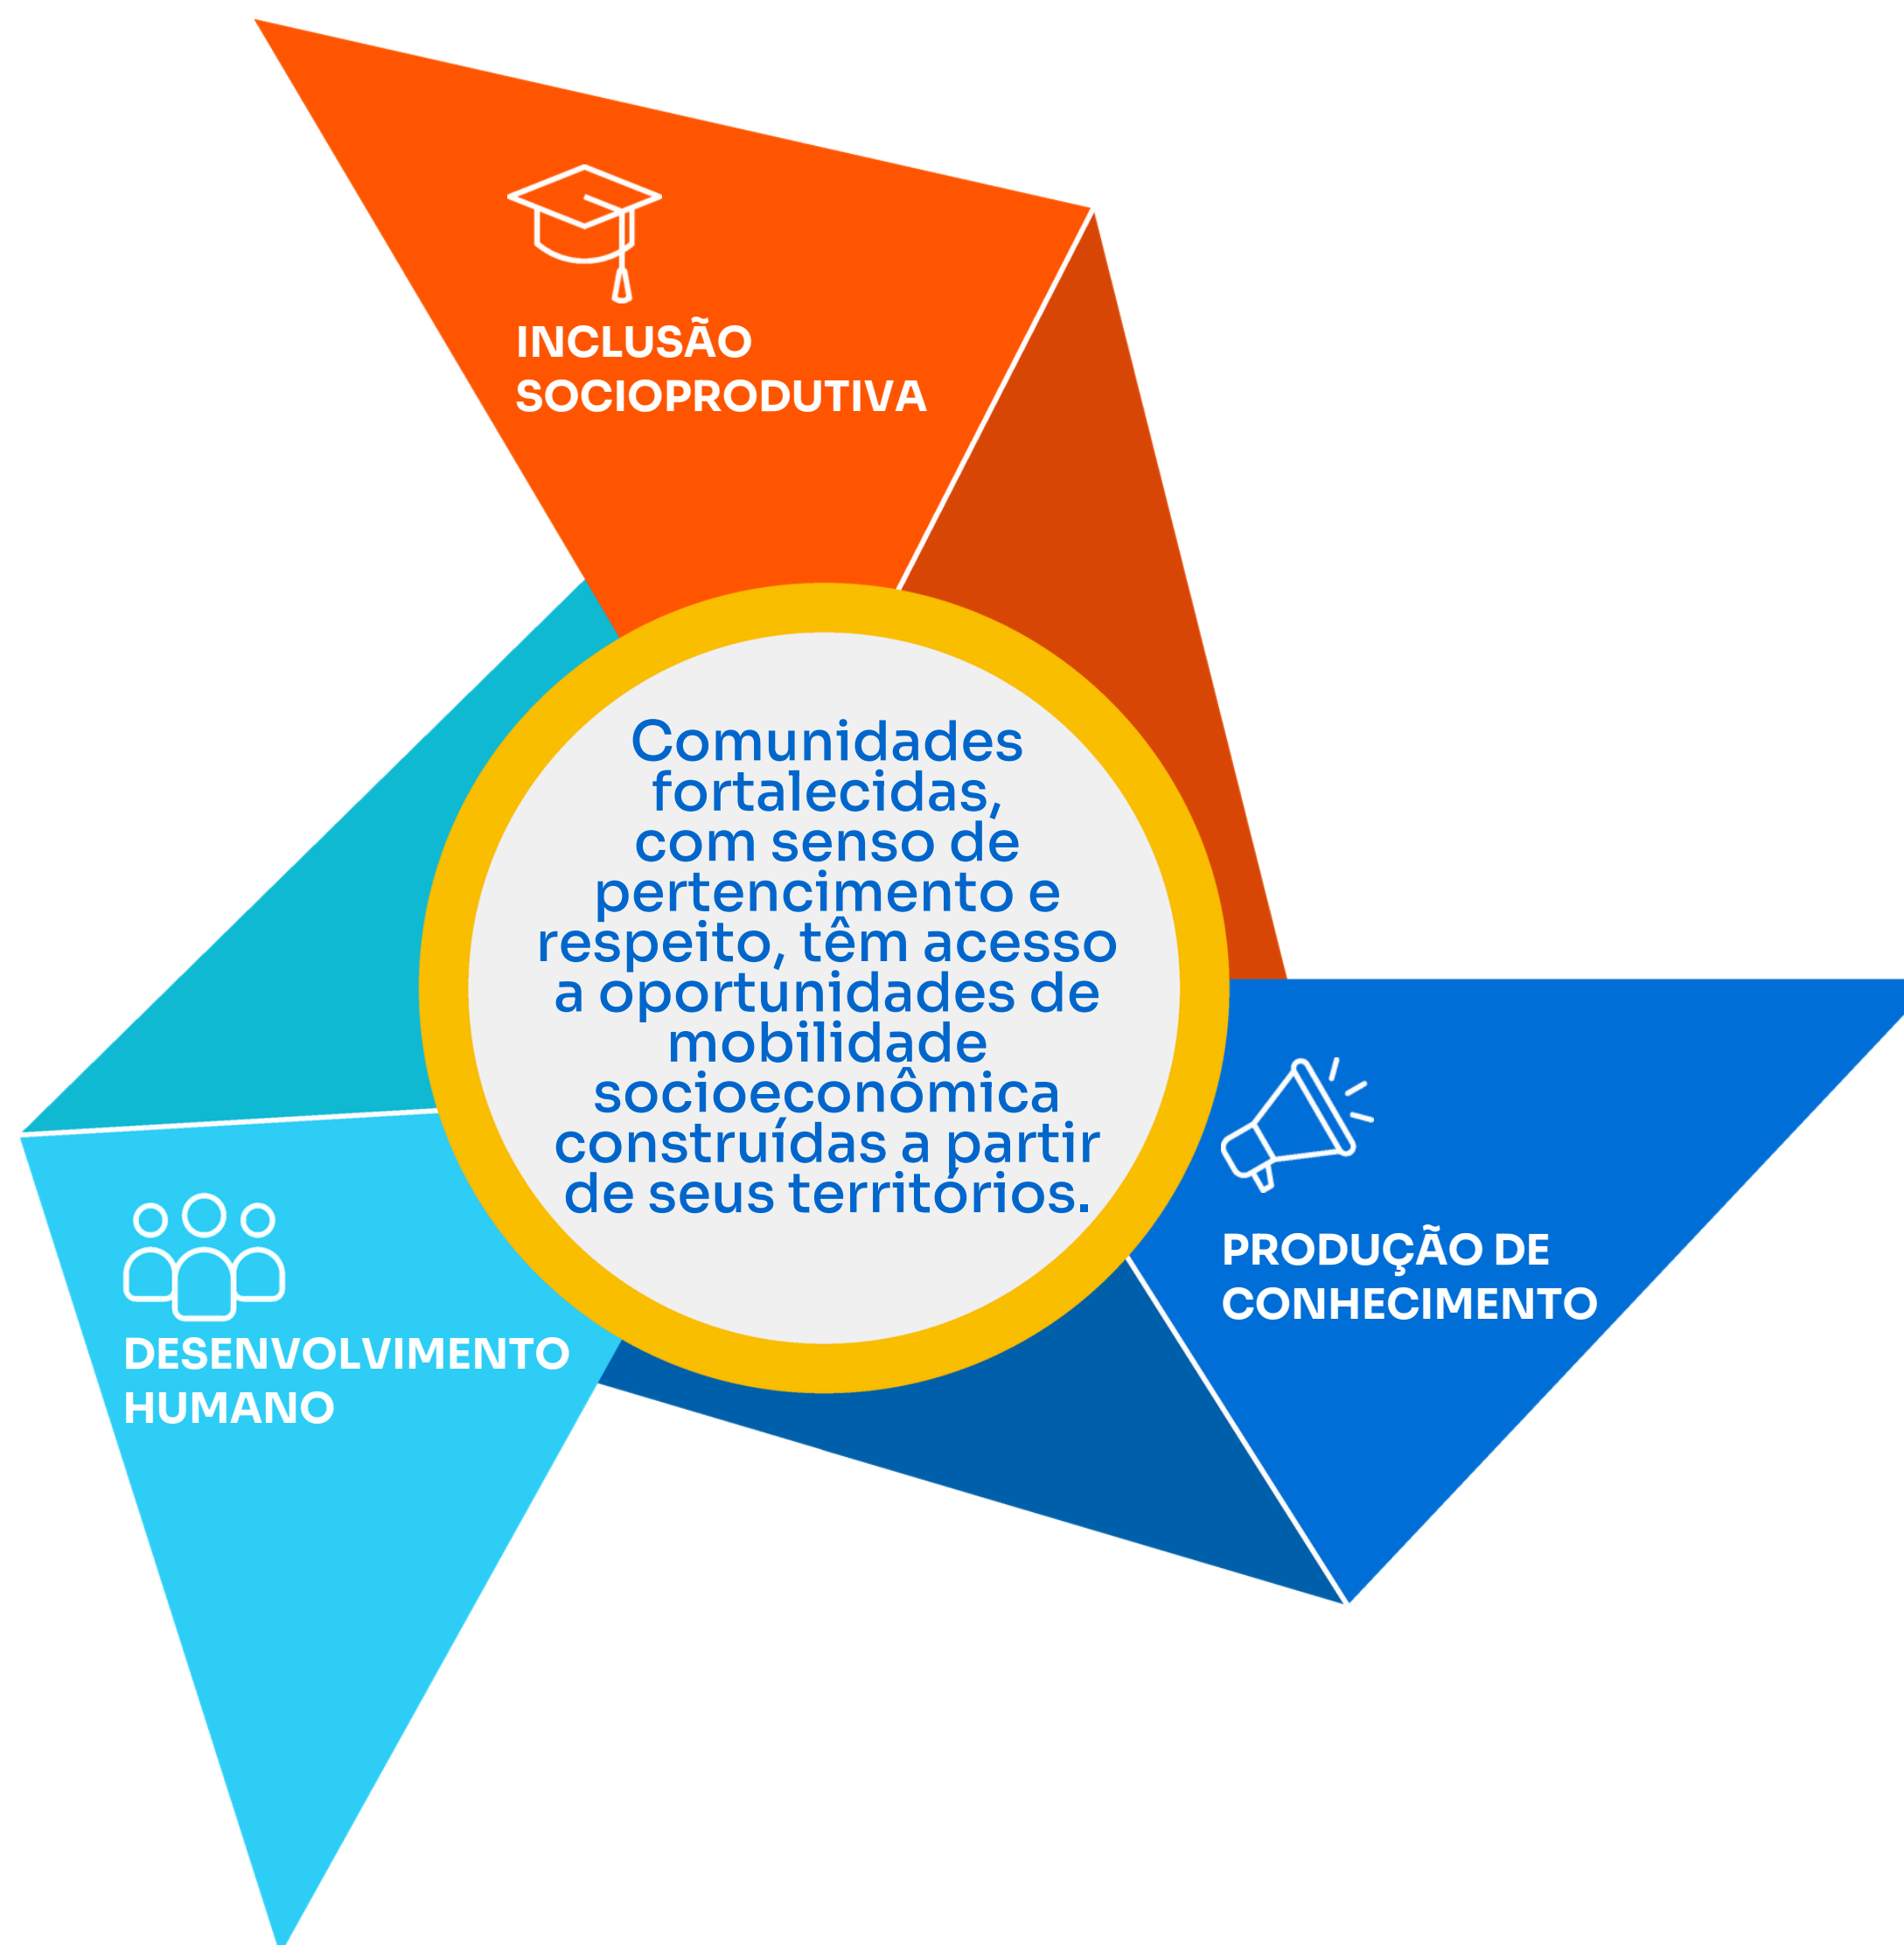 INCLUSÃO
SOCIOPRODUTIVA
Comunidades
fortalecidas,
com senso de
pertencimento e
respeito, têm acesso
a oportunidades de
mobilidade
socioeconômica
construídas a partir
de seus territórios.
PRODUÇÃO DE
CONHECIMENTO
DESENVOLVIMENTO
HUMANO